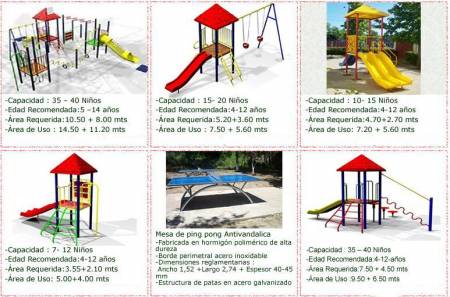 -Capacidad : 35 – 40 Niños
-Edad Recomendada:5 –14 años
-Área Requerida:10.50 + 8.00 mts
-Área de Uso : 14.50 + 11.20 mts
-Capacidad : 15- 20 Niños
-Edad Recomendada:4-12 años
-Área Requerida:5.20+3.60 mts
-Área de Uso : 7.50 + 5.60 mts
-Capacidad : 10- 15 Niños
-Edad Recomendada:4-12 años
-Área Requerida:4.70+2.70 mts
-Área de Uso : 7.20 + 5.60 mts
-Capacidad : 7- 12 Niños
-Edad Recomendada:4-12 años
-Área Requerida:3.55+2.10 mts
-Área de Uso: 5.00+4.00 mts
Mesa de ping pong Antivandalica
-Fabricada en hormigón polimérico de alta
dureza
-Borde perimetral acero inoxidable
-Dimensiones reglamentarias :
Ancho 1,52 +Largo 2,74 + Espesor 40-45
mm
-Estructura de patas en acero galvanizado
-Capacidad : 35 – 40 Niños
-Edad Recomendada:4-12-años
-Área Requerida:7.50 + 4.50 mts
-Área de Uso :9.50 + 6.50 mts